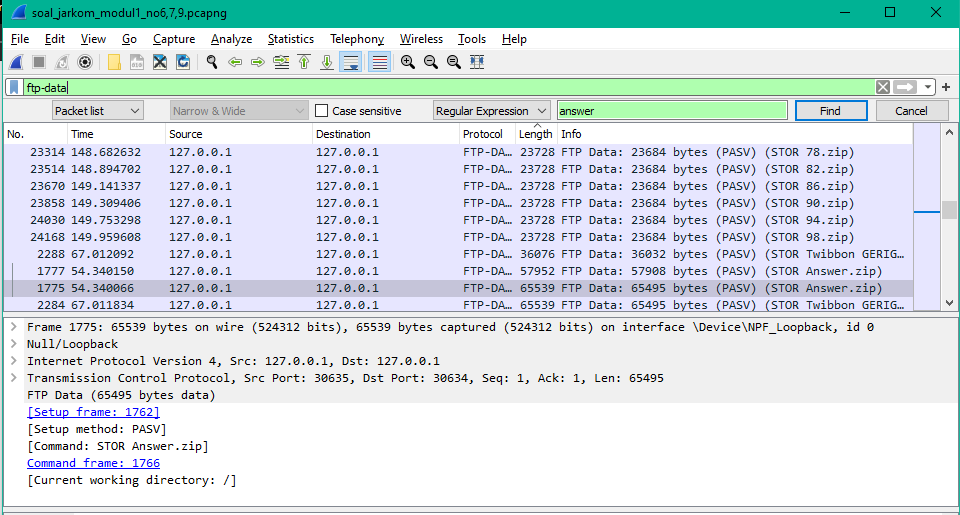 soal_jarkom_modul1_no6,7,9.pcapng
File Edit View Go Capture Analyze Statistics Telephony Wireless Tools Help
ftp-data
Packet list Narrow & Wide Case sensitive Regular Expression answer Find Cancel
No. Time Source Destination Protocol Length Info
23314 148.682632 127.0.0.1 127.0.0.1 FTP-DA… 23728 FTP Data: 23684 bytes (PASV) (STOR 78.zip)
23514 148.894702 127.0.0.1 127.0.0.1 FTP-DA… 23728 FTP Data: 23684 bytes (PASV) (STOR 82.zip)
23670 149.141337 127.0.0.1 127.0.0.1 FTP-DA… 23728 FTP Data: 23684 bytes (PASV) (STOR 86.zip)
23858 149.309406 127.0.0.1 127.0.0.1 FTP-DA… 23728 FTP Data: 23684 bytes (PASV) (STOR 90.zip)
24030 149.753298 127.0.0.1 127.0.0.1 FTP-DA… 23728 FTP Data: 23684 bytes (PASV) (STOR 94.zip)
24168 149.959608 127.0.0.1 127.0.0.1 FTP-DA… 23728 FTP Data: 23684 bytes (PASV) (STOR 98.zip)
2288 67.012092 127.0.0.1 127.0.0.1 FTP-DA… 36076 FTP Data: 36032 bytes (PASV) (STOR Twibbon GERIG…
1777 54.340150 127.0.0.1 127.0.0.1 FTP-DA… 57952 FTP Data: 57908 bytes (PASV) (STOR Answer.zip)
1775 54.340066 127.0.0.1 127.0.0.1 FTP-DA… 65539 FTP Data: 65495 bytes (PASV) (STOR Answer.zip)
2284 67.011834 127.0.0.1 127.0.0.1 FTP-DA… 65539 FTP Data: 65495 bytes (PASV) (STOR Twibbon GERIG…
Frame 1775: 65539 bytes on wire (524312 bits), 65539 bytes captured (524312 bits) on interface \Device\NPF_Loopback, id 0
Null/Loopback
Internet Protocol Version 4, Src: 127.0.0.1, Dst: 127.0.0.1
Transmission Control Protocol, Src Port: 30635, Dst Port: 30634, Seq: 1, Ack: 1, Len: 65495
FTP Data (65495 bytes data)
[Setup frame: 1762]
[Setup method: PASV]
[Command: STOR Answer.zip]
Command frame: 1766
[Current working directory: /]